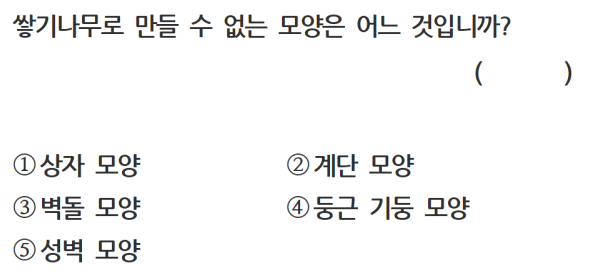 쌓기나무로 만들 수 없는 모양은 어느 것입니까?
( )
①상자 모양 ②계단 모양
③벽돌 모양 ④둥근 기둥 모양
⑤성벽 모양